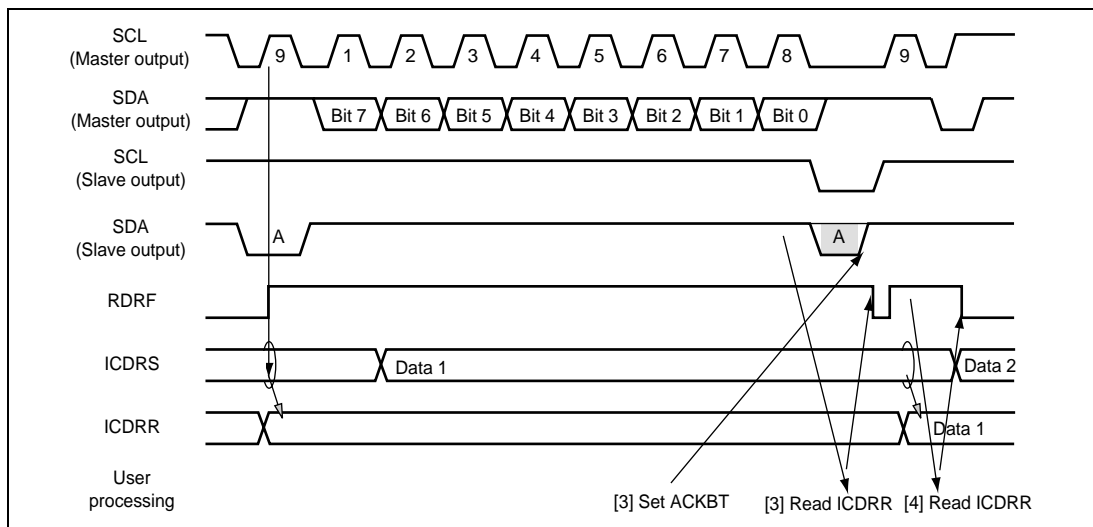 SCL
(Master output)
9 1 2 3 4 5 6 7 8 9
SDA
(Master output)
Bit 7 Bit 6 Bit 5 Bit 4 Bit 3 Bit 2 Bit 1 Bit 0
SCL
(Slave output)
SDA
(Slave output)
A A
RDRF
ICDRS
Data 1 Data 2
ICDRR
Data 1
User
processing
[3] Set ACKBT [3] Read ICDRR [4] Read ICDRR